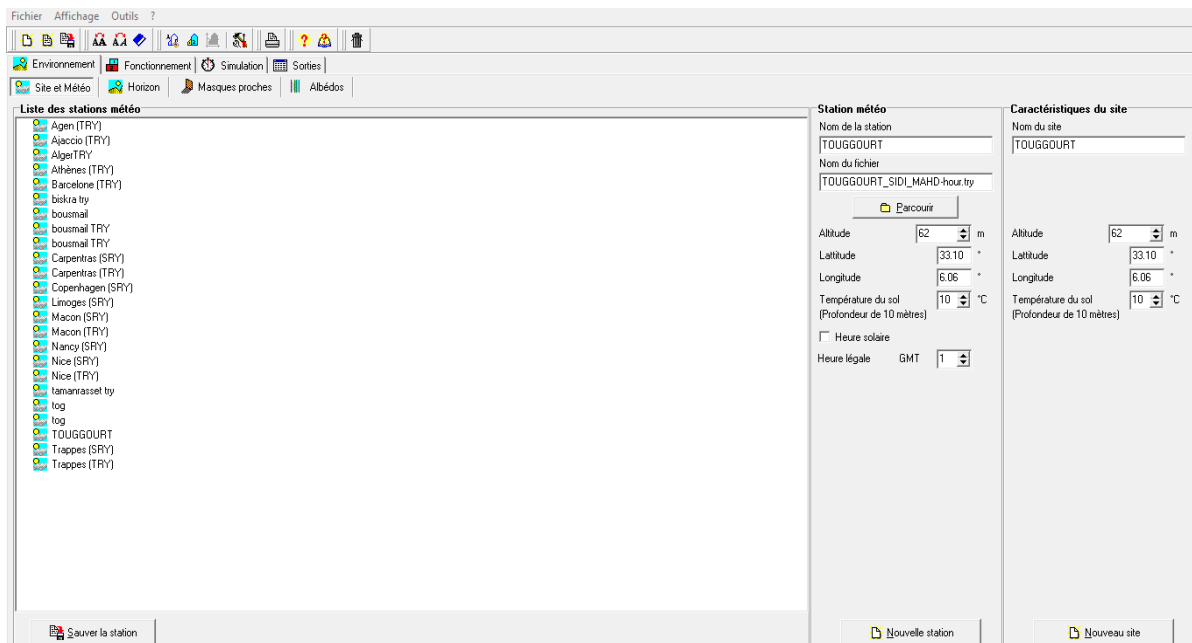 Fichier Affichage Outils ?
Environnement Fonctionnement Simulation Sorties
Site et Météo Horizon Masques proches Albédos
Liste des stations météo
Agen (TRY)
Ajaccio (TRY)
AlgerTRY
Athènes (TRY)
Barcelone (TRY)
biskra try
bousmail
bousmail TRY
bousmail TRY
Carpentras (SRY)
Carpentras (TRY)
Copenhagen (SRY)
Limoges (SRY)
Macon (SRY)
Macon (TRY)
Nancy (SRY)
Nice (SRY)
Nice (TRY)
tamanrasset try
tog
tog
TOUGGOURT
Trappes (SRY)
Trappes (TRY)
Sauver la station
Station météo
Nom de la station
TOUGGOURT
Nom du fichier
TOUGGOURT_SIDI_MAHD-hour.try
Parcourir
Altitude 62 m
Lattitude 33.10 °
Longitude 6.06 °
Température du sol 10 °C
(Profondeur de 10 mètres)
Heure solaire
Heure légale GMT 1
Nouvelle station
Caractéristiques du site
Nom du site
TOUGGOURT
Altitude 62 m
Lattitude 33.10 °
Longitude 6.06 °
Température du sol 10 °C
(Profondeur de 10 mètres)
Nouveau site